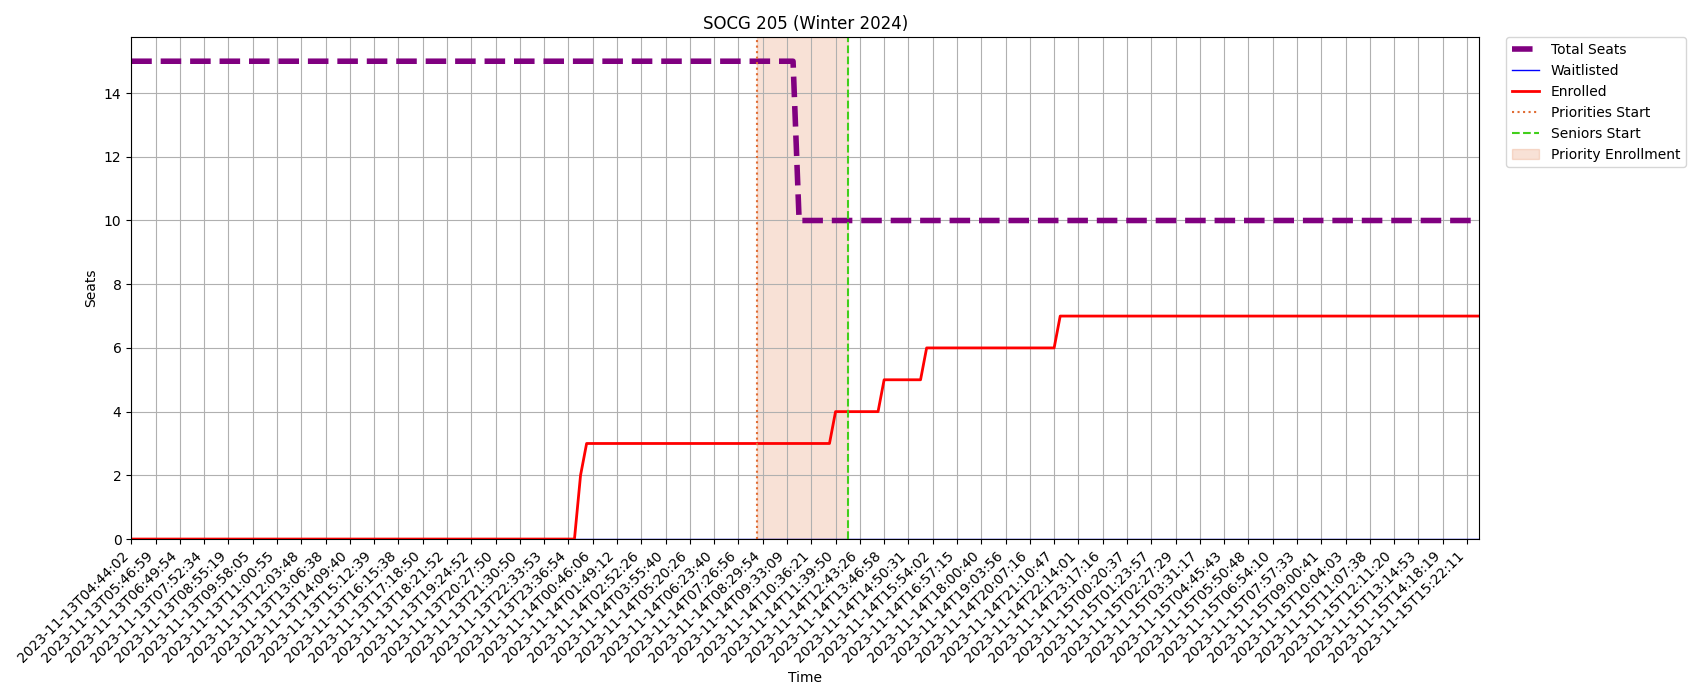 SOCG 205 (Winter 2024)
Total Seats
Waitlisted
Enrolled
Priorities Start
Seniors Start
Priority Enrollment
Seats
14
12
10
8
6
4
2
0
2023-11-13T04:44:02
2023-11-13T05:46:59
2023-11-13T06:49:54
2023-11-13T07:52:34
2023-11-13T08:55:19
2023-11-13T09:58:05
2023-11-13T11:00:55
2023-11-13T12:03:48
2023-11-13T13:06:38
2023-11-13T14:09:40
2023-11-13T15:12:39
2023-11-13T16:15:38
2023-11-13T17:18:50
2023-11-13T18:21:52
2023-11-13T19:24:52
2023-11-13T20:27:50
2023-11-13T21:30:50
2023-11-13T22:33:53
2023-11-13T23:36:54
2023-11-14T00:46:06
2023-11-14T01:49:12
2023-11-14T02:52:26
2023-11-14T03:55:40
2023-11-14T05:20:26
2023-11-14T06:23:40
2023-11-14T07:26:56
2023-11-14T08:29:54
2023-11-14T09:33:09
2023-11-14T10:36:21
2023-11-14T11:39:50
2023-11-14T12:43:26
2023-11-14T13:46:58
2023-11-14T14:50:31
2023-11-14T15:54:02
2023-11-14T16:57:15
2023-11-14T18:00:40
2023-11-14T19:03:56
2023-11-14T20:07:16
2023-11-14T21:10:47
2023-11-14T22:14:01
2023-11-14T23:17:16
2023-11-15T00:20:37
2023-11-15T01:23:57
2023-11-15T02:27:29
2023-11-15T03:31:17
2023-11-15T04:45:43
2023-11-15T05:50:48
2023-11-15T06:54:10
2023-11-15T07:57:33
2023-11-15T09:00:41
2023-11-15T10:04:03
2023-11-15T11:07:38
2023-11-15T12:11:20
2023-11-15T13:14:53
2023-11-15T14:18:19
2023-11-15T15:22:11
Time